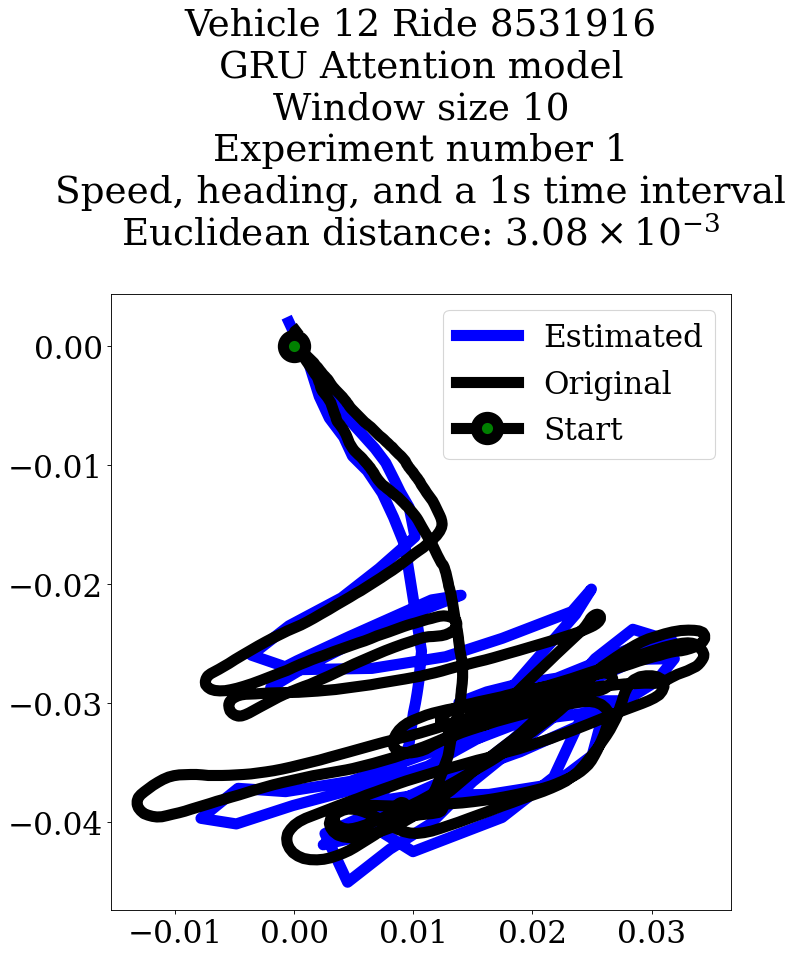 Vehicle 12 Ride 8531916
GRU Attention model
Window size 10
Experiment number 1
Speed, heading, and a 1s time interval
Euclidean distance: 3.08 × 10⁻³
Estimated
Original
Start
0.00
−0.01
−0.02
−0.03
−0.04
−0.01 0.00 0.01 0.02 0.03